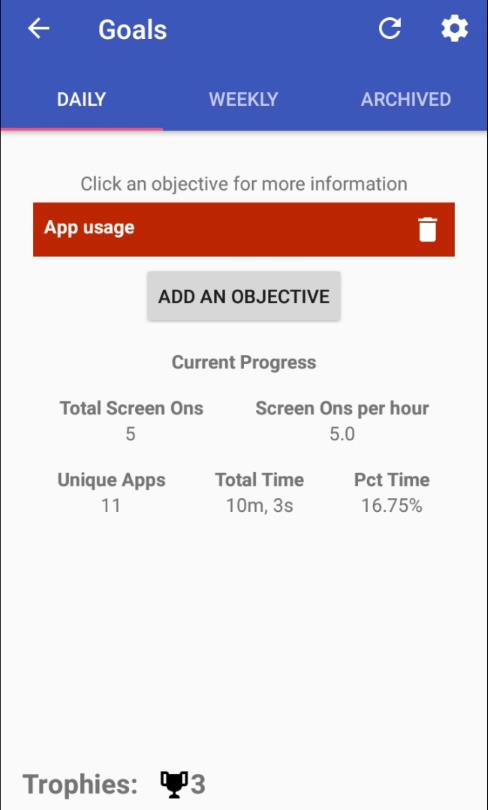 Goals
DAILY WEEKLY ARCHIVED
Click an objective for more information
App usage
ADD AN OBJECTIVE
Current Progress
Total Screen Ons Screen Ons per hour
5 5.0
Unique Apps Total Time Pct Time
11 10m, 3s 16.75%
Trophies: 3